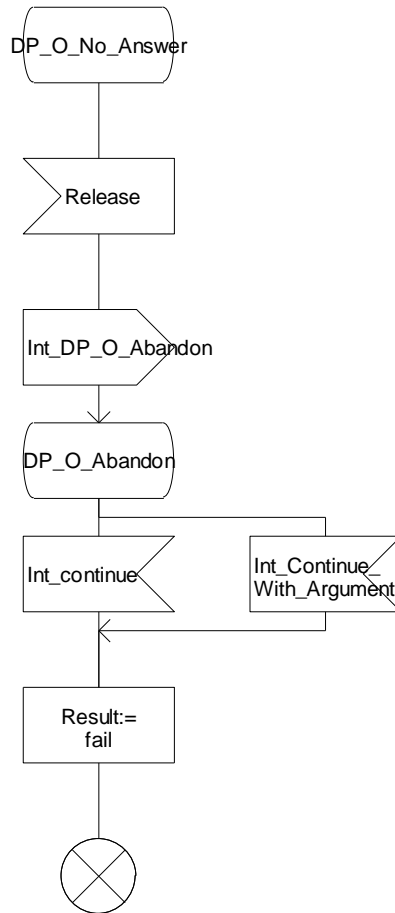 DP_O_No_Answer
Release
Int_DP_O_Abandon
DP_O_Abandon
Int_continue
Int_Continue_
With_Argument
Result:=
fail